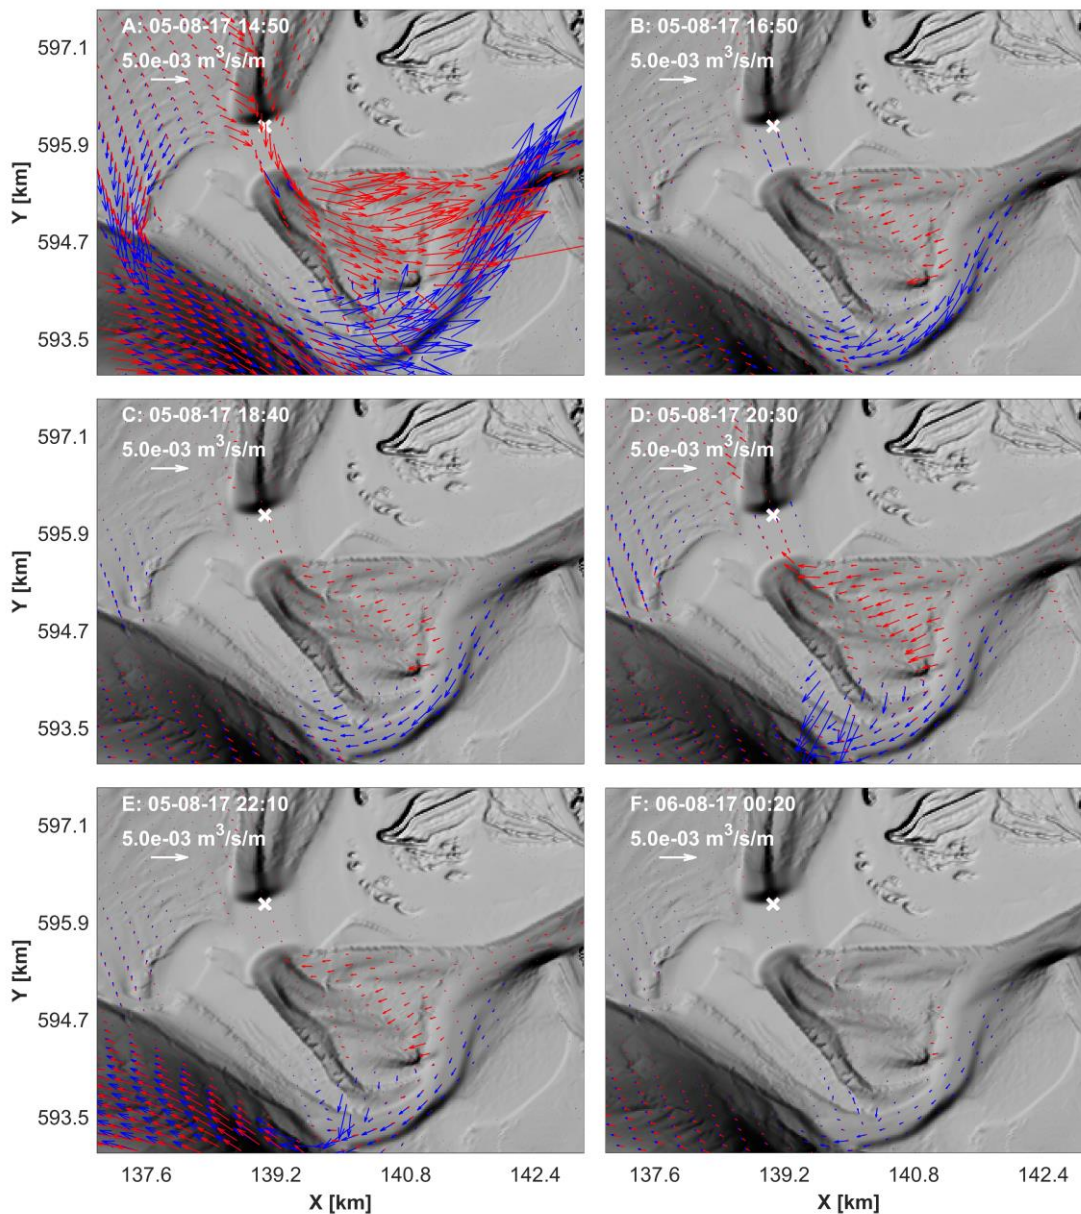 A: 05-08-17 14:50
5.0e-03 m³/s/m
B: 05-08-17 16:50
5.0e-03 m³/s/m
597.1
595.9
594.7
593.5
Y [km]
C: 05-08-17 18:40
5.0e-03 m³/s/m
D: 05-08-17 20:30
5.0e-03 m³/s/m
597.1
595.9
594.7
593.5
Y [km]
E: 05-08-17 22:10
5.0e-03 m³/s/m
F: 06-08-17 00:20
5.0e-03 m³/s/m
597.1
595.9
594.7
593.5
Y [km]
137.6 139.2 140.8 142.4
X [km]
137.6 139.2 140.8 142.4
X [km]